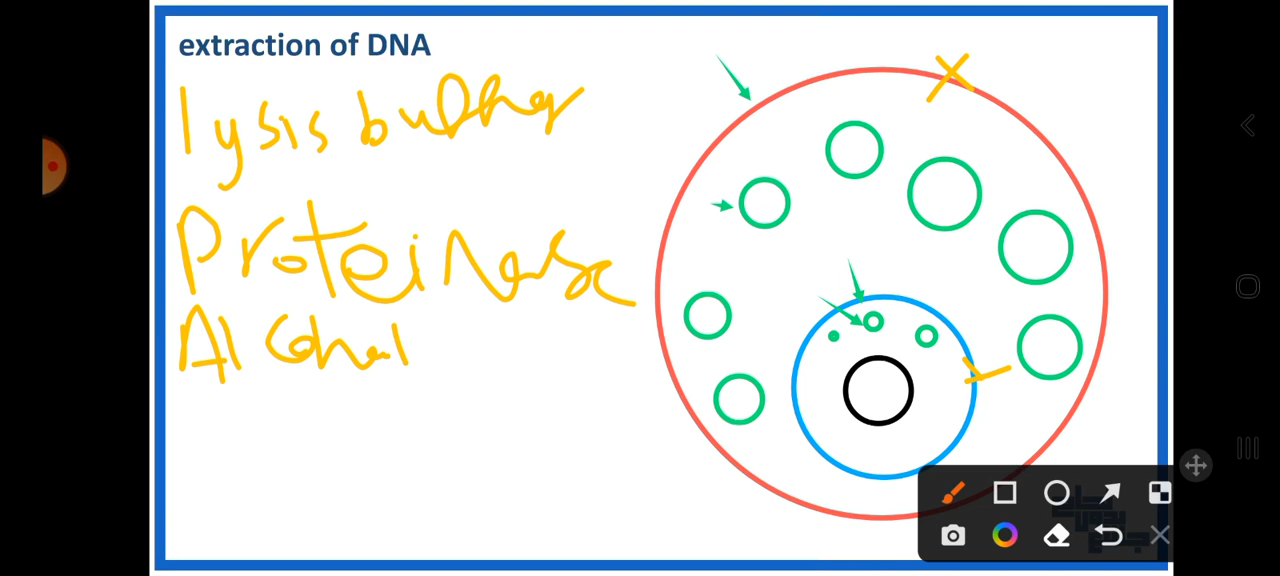 extraction of DNA
lysis buffer
Proteinase
Alcohol